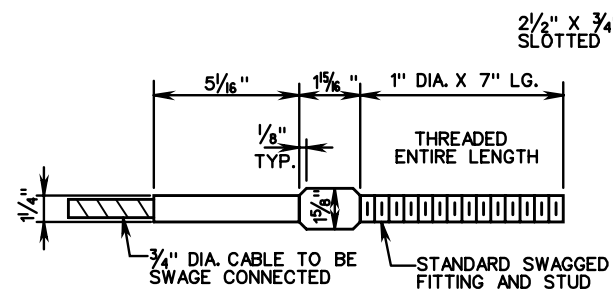 2½" X ¾
SLOTTED
5⅟₁₆"
1¹⁵⁄₁₆"
1" DIA. X 7" LG.
⅛"
TYP.
THREADED
ENTIRE LENGTH
1¼"
1⅝"
¾" DIA. CABLE TO BE
SWAGE CONNECTED
STANDARD SWAGGED
FITTING AND STUD